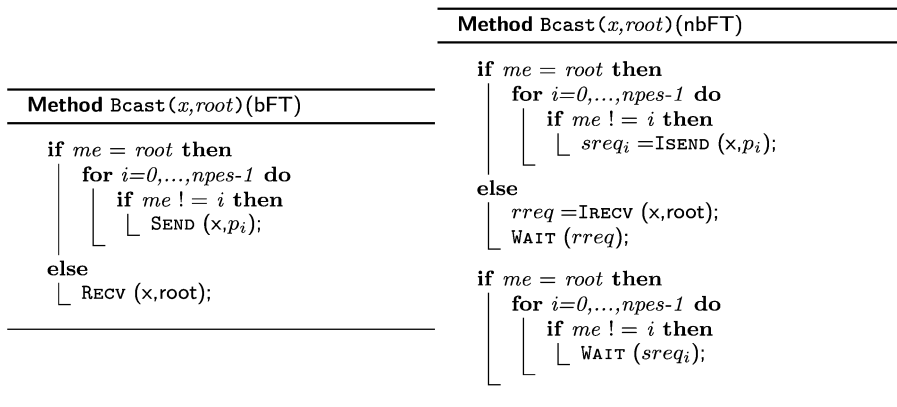 Method Bcast(x,root)(bFT)
if me = root then
for i=0,...,npes-1 do
if me ! = i then
SEND (x,pᵢ);
else
RECV (x,root);
Method Bcast(x,root)(nbFT)
if me = root then
for i=0,...,npes-1 do
if me ! = i then
sreqᵢ =ISEND (x,pᵢ);
else
rreq =IRECV (x,root);
WAIT (rreq);
if me = root then
for i=0,...,npes-1 do
if me ! = i then
WAIT (sreqᵢ);